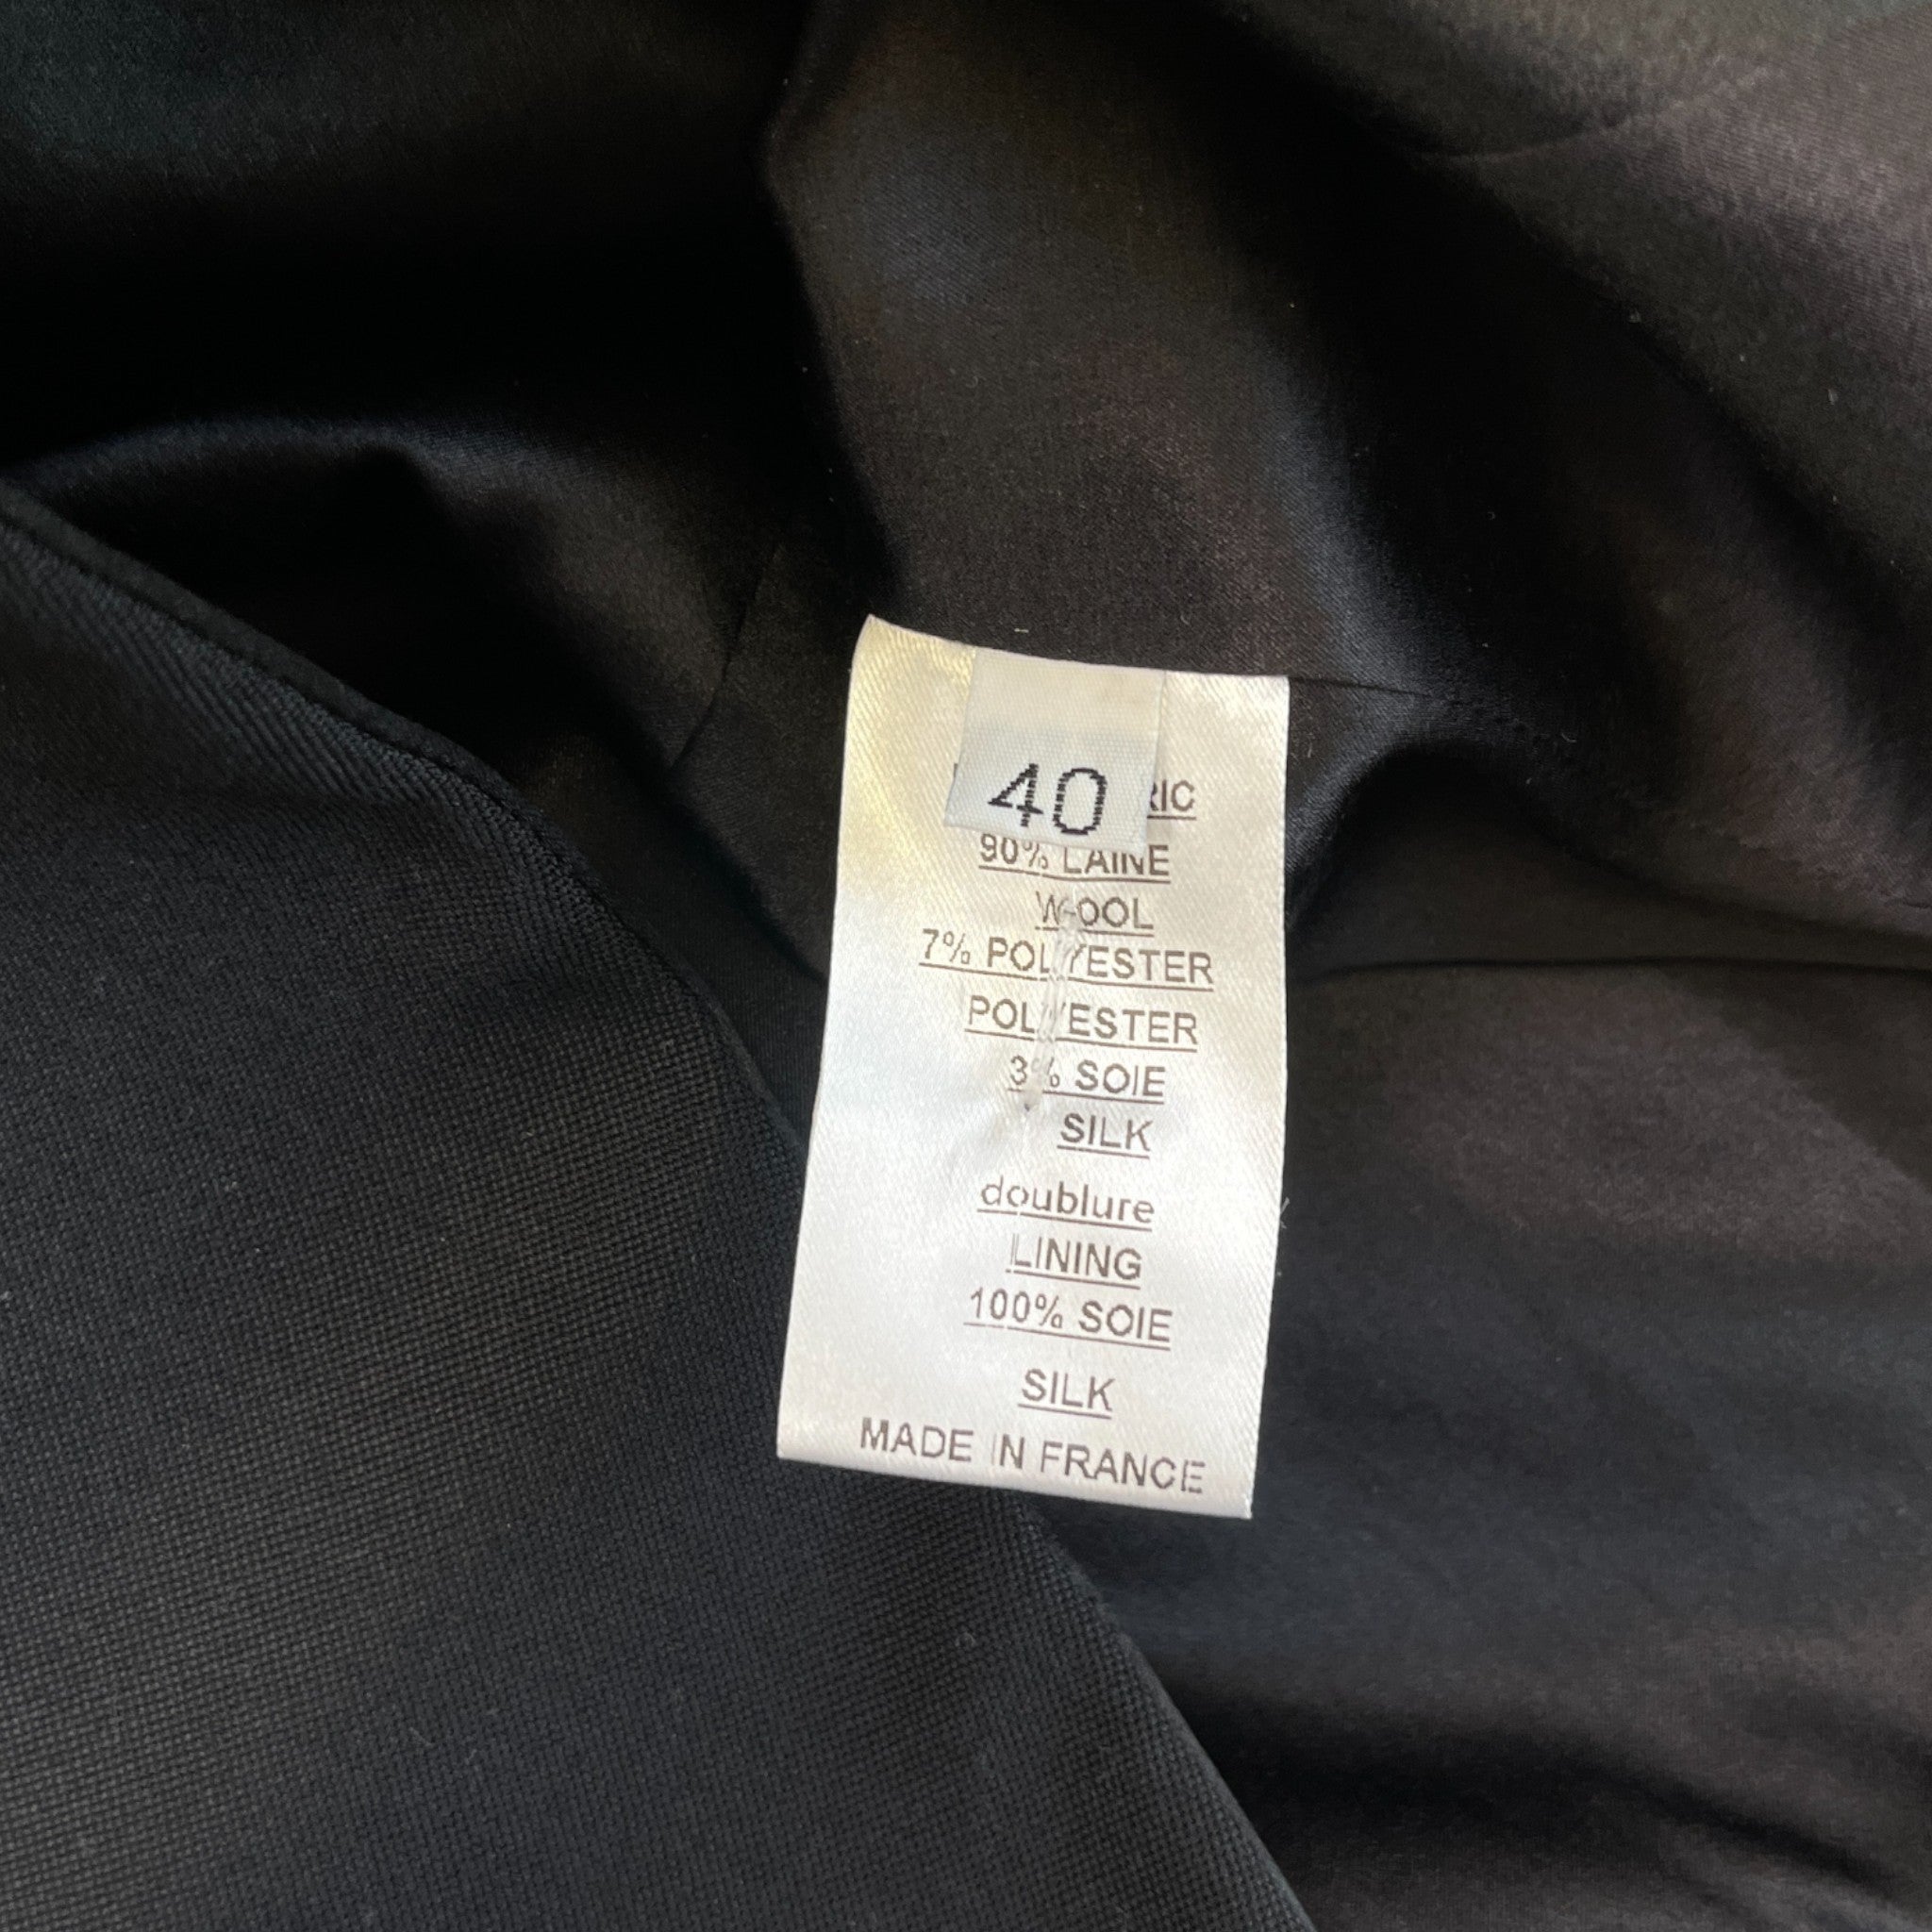 40
90% LAINE
WOOL
7% POLYESTER
POLYESTER
3% SOIE
SILK
doublure
LINING
100% SOIE
SILK
MADE IN FRANCE